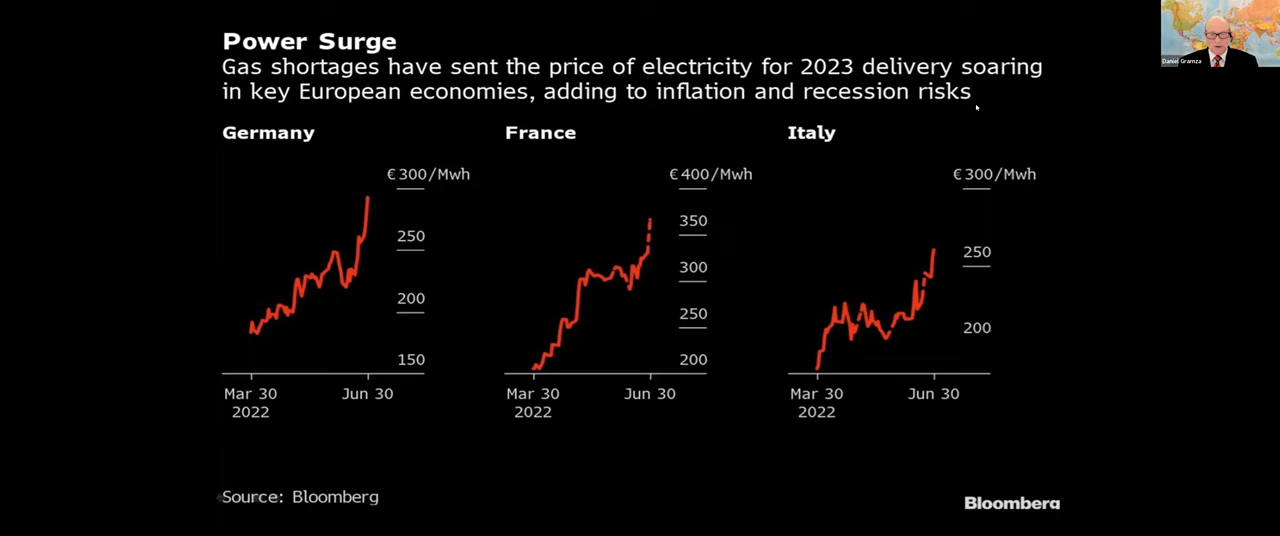 Power Surge
Gas shortages have sent the price of electricity for 2023 delivery soaring
in key European economies, adding to inflation and recession risks
Daniel Gramza
Germany
€300/Mwh
250
200
150
Mar 30
2022
Jun 30
France
€400/Mwh
350
300
250
200
Mar 30
2022
Jun 30
Italy
€300/Mwh
250
200
Mar 30
2022
Jun 30
Source: Bloomberg
Bloomberg